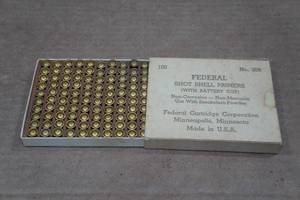 100 No. 209
FEDERAL
SHOT SHELL PRIMERS
(WITH BATTERY CUP)
Non-Corrosive — Non-Mercuric
Use With Smokeless Powders
Federal Cartridge Corporation
Minneapolis, Minnesota
Made in U.S.A.